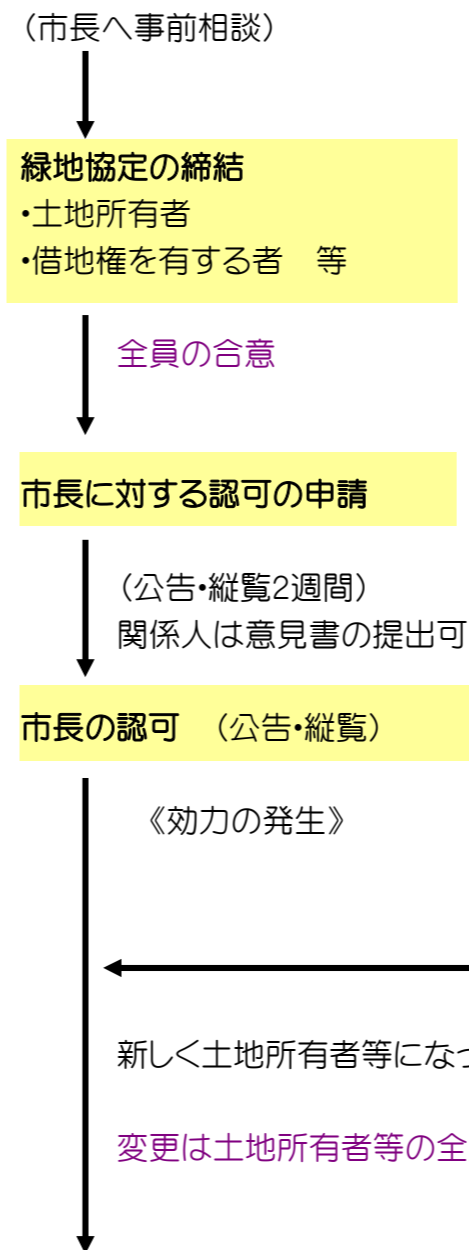 （市長へ事前相談）
緑地協定の締結
・土地所有者
・借地権を有する者　等
全員の合意
市長に対する認可の申請
（公告・縦覧2週間）
関係人は意見書の提出可
市長の認可　（公告・縦覧）
《効力の発生》
新しく土地所有者等になっ
変更は土地所有者等の全